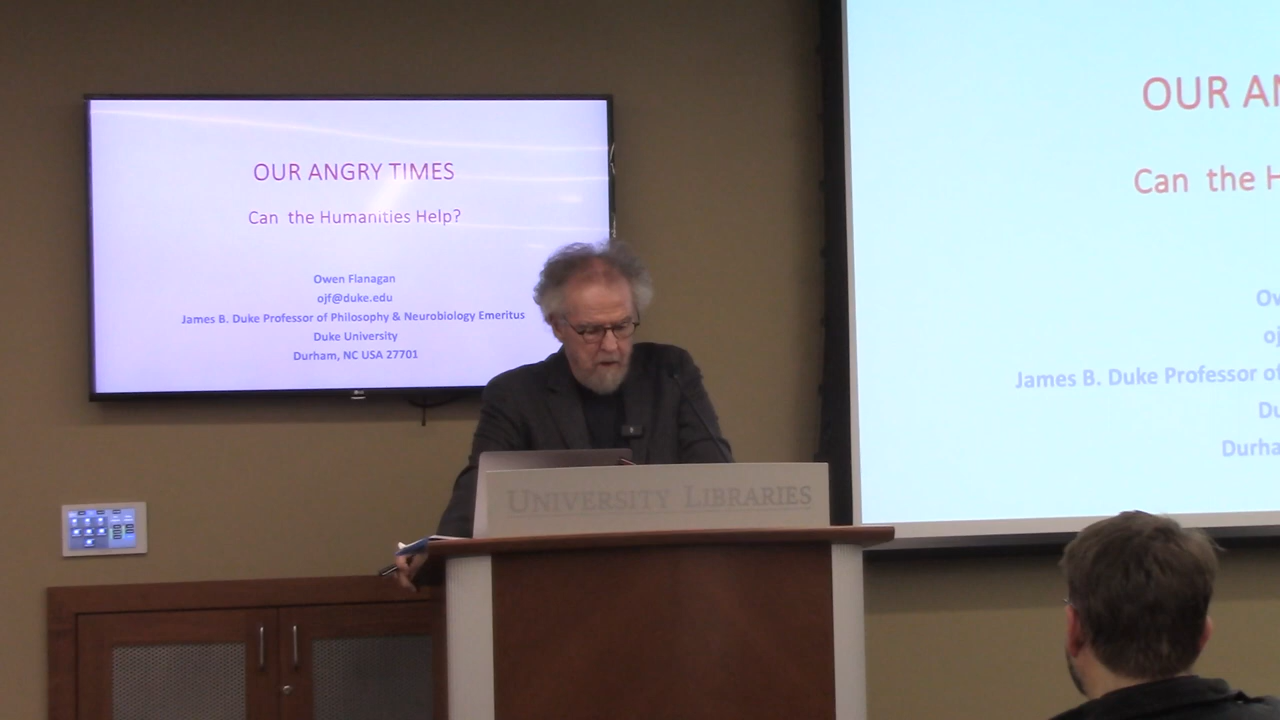 OUR ANGRY TIMES
Can the Humanities Help?
Owen Flanagan
ojf@duke.edu
James B. Duke Professor of Philosophy & Neurobiology Emeritus
Duke University
Durham, NC USA 27701
UNIVERSITY LIBRARIES
OUR AN
Can the H
Ow
oj
James B. Duke Professor of
Du
Durha